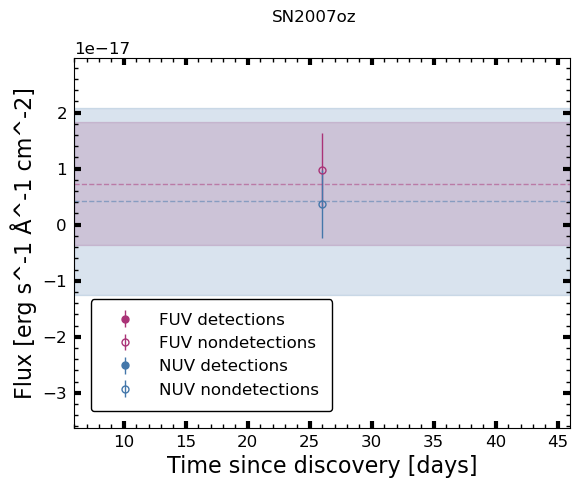 SN2007oz
1e−17
2
1
0
−1
−2
−3
Flux [erg s^-1 Å^-1 cm^-2]
FUV detections
FUV nondetections
NUV detections
NUV nondetections
10 15 20 25 30 35 40 45
Time since discovery [days]